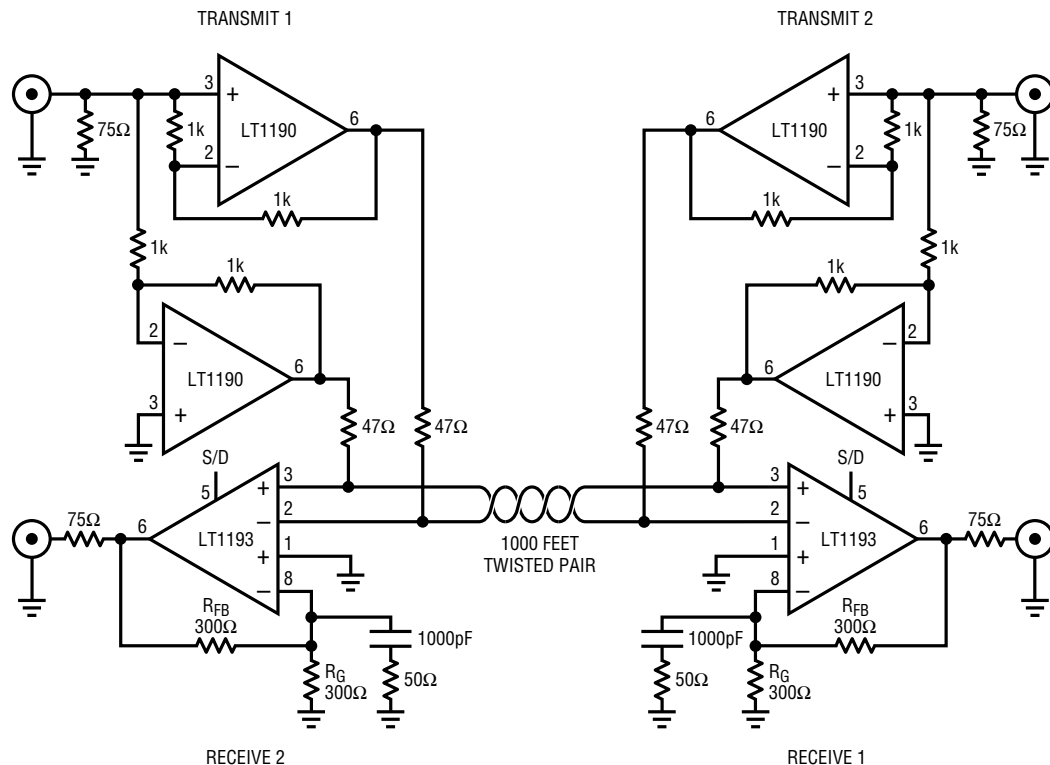 TRANSMIT 1
TRANSMIT 2
3
+
LT1190
6
75Ω
1k
2
–
1k
1k
1k
2
–
LT1190
6
3
+
47Ω
47Ω
6
LT1190
3
+
1k
75Ω
2
–
1k
1k
1k
2
–
6
LT1190
3
+
47Ω
47Ω
S/D
5
3
+
2
–
75Ω
6
LT1193
1
+
8
–
RFB
300Ω
1000pF
RG
300Ω
50Ω
1000 FEET
TWISTED PAIR
S/D
5
3
+
2
–
6
75Ω
LT1193
1
+
8
–
RFB
300Ω
1000pF
50Ω
RG
300Ω
RECEIVE 2
RECEIVE 1